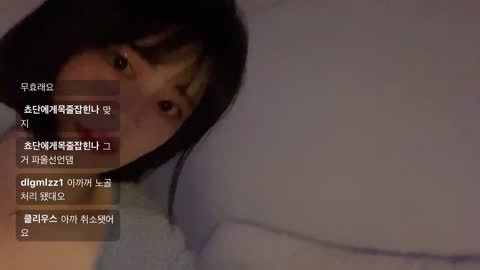 무효래요
쵸단에게목줄잡힌나 맞
지
쵸단에게목줄잡힌나 그
거 파울선언댐
dlgmlzz1 아까꺼 노골
처리 됐대오
클리우스 아까 취소됏어
요